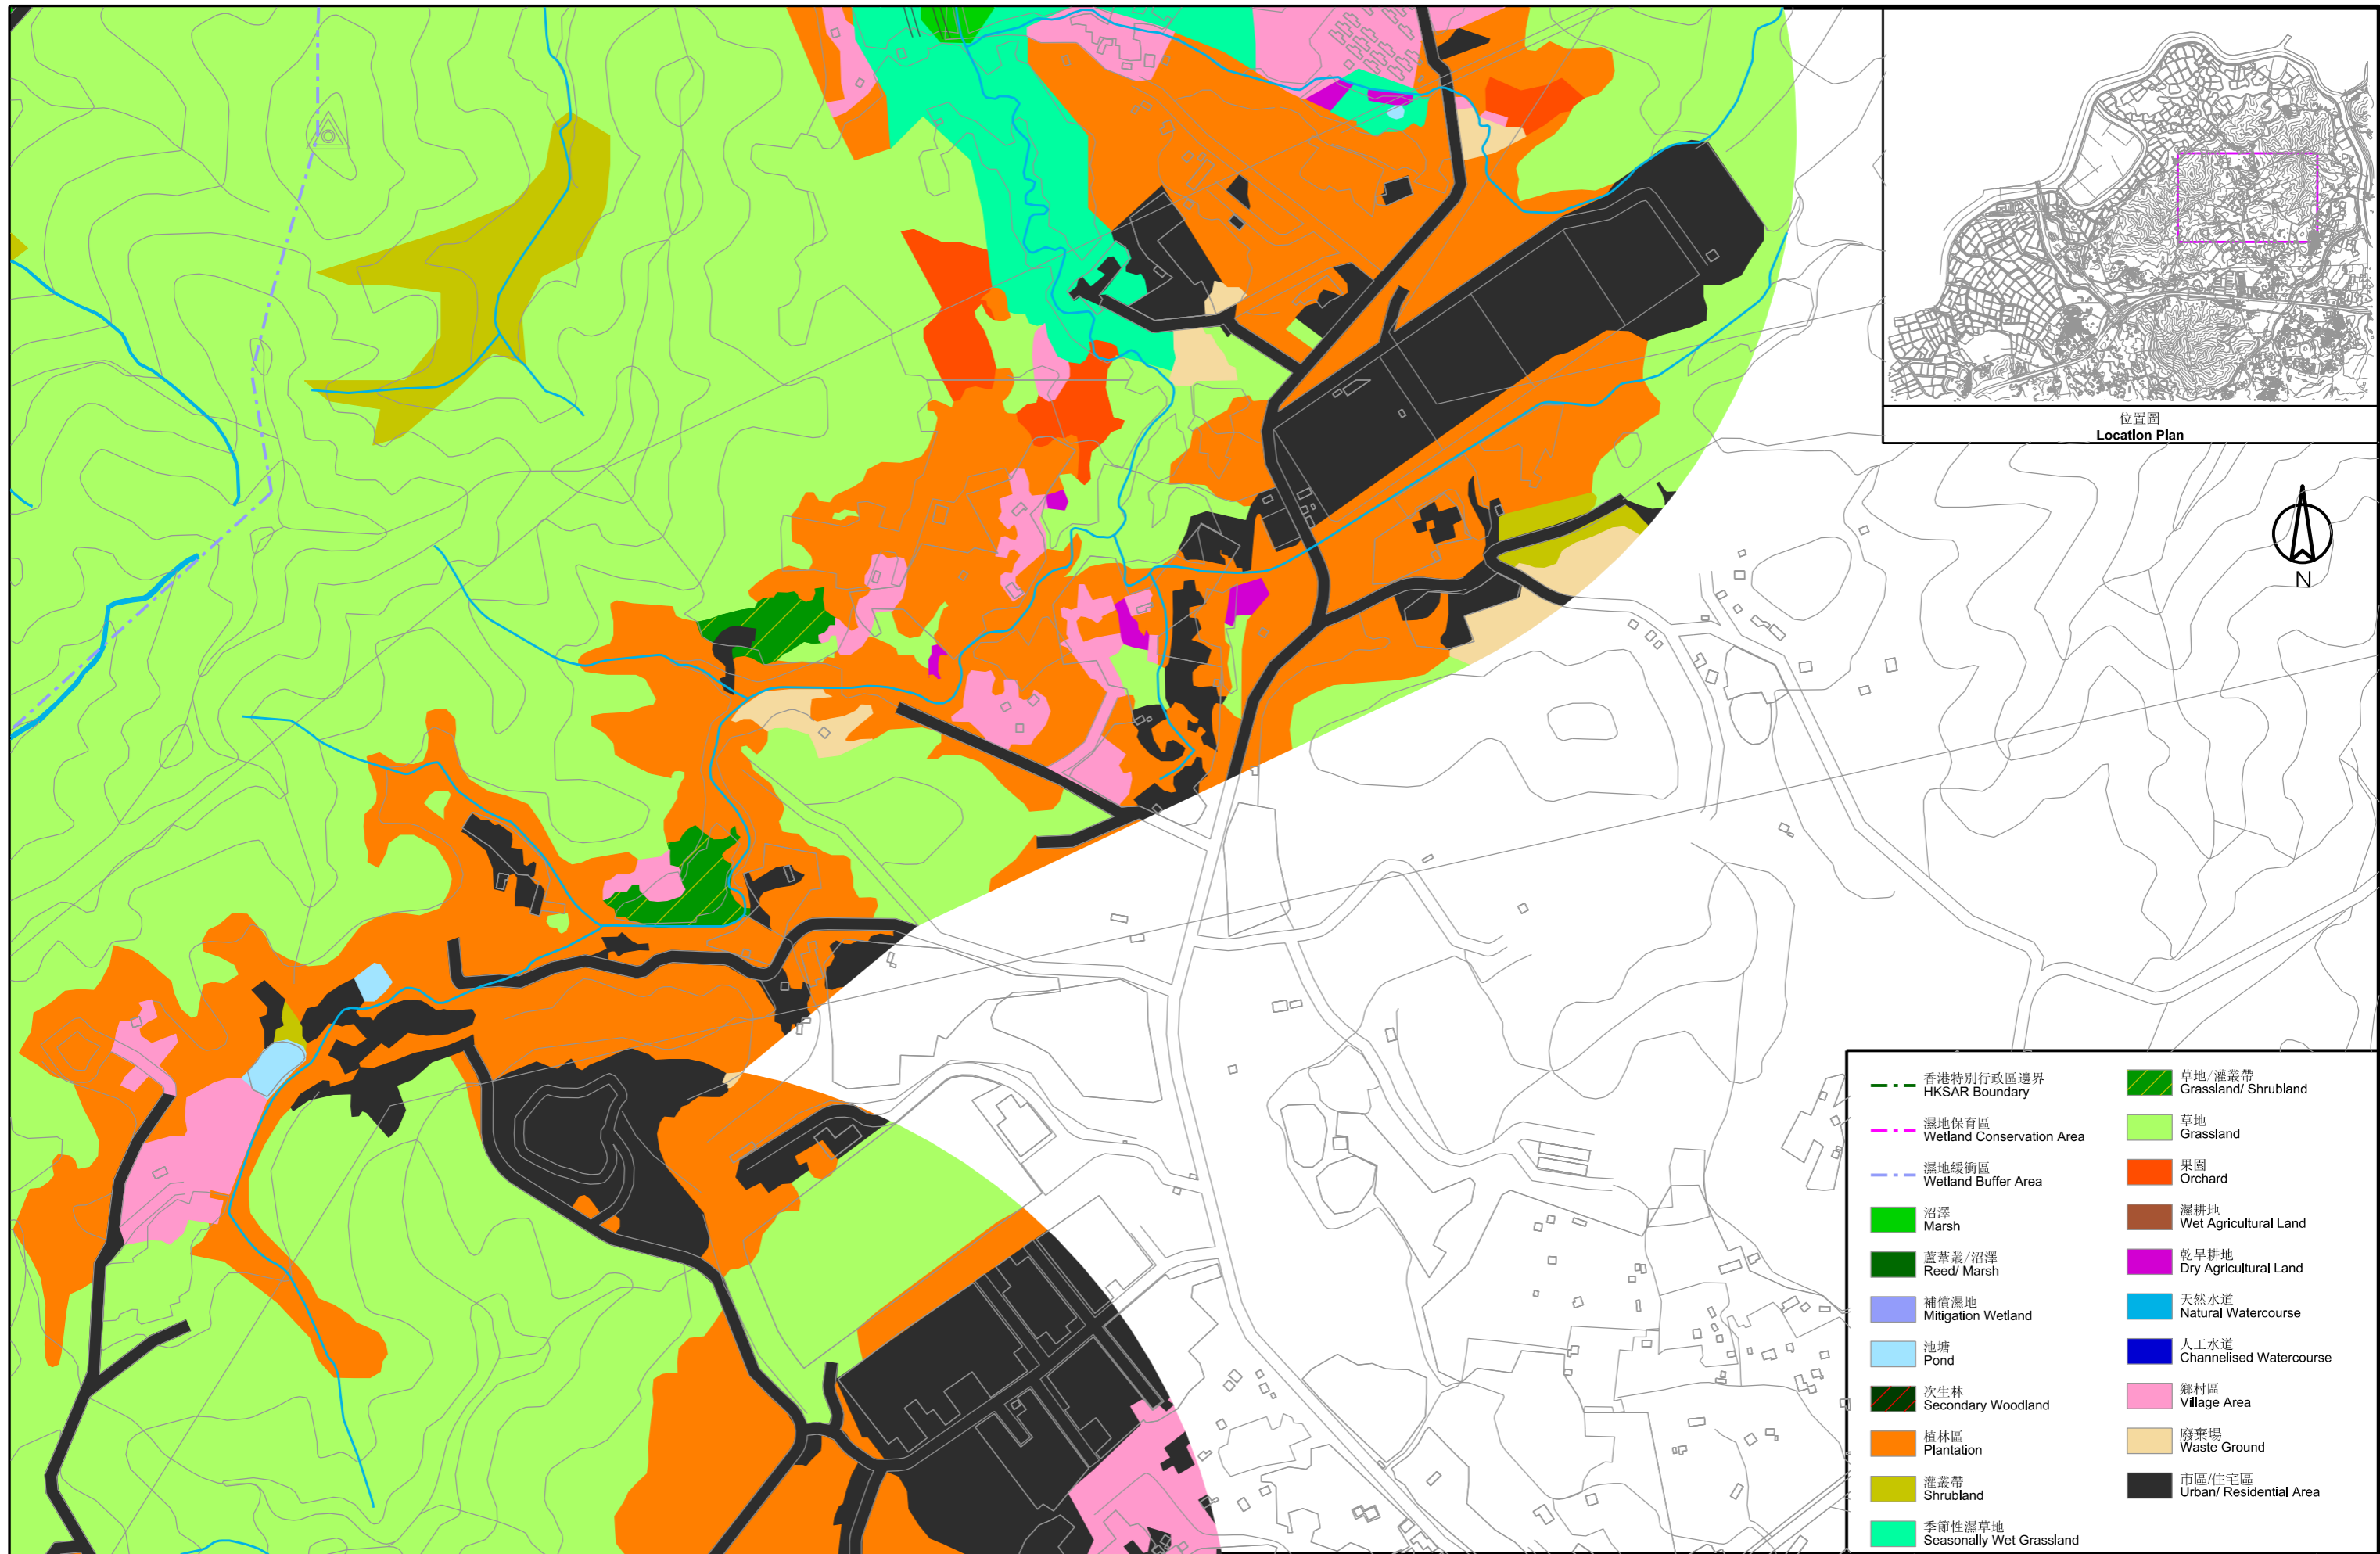 位置圖
Location Plan
N
香港特別行政區邊界
HKSAR Boundary
濕地保育區
Wetland Conservation Area
濕地緩衝區
Wetland Buffer Area
沼澤
Marsh
蘆葦叢/沼澤
Reed/ Marsh
補償濕地
Mitigation Wetland
池塘
Pond
次生林
Secondary Woodland
植林區
Plantation
灌叢帶
Shrubland
季節性濕草地
Seasonally Wet Grassland
草地/灌叢帶
Grassland/ Shrubland
草地
Grassland
果園
Orchard
濕耕地
Wet Agricultural Land
乾旱耕地
Dry Agricultural Land
天然水道
Natural Watercourse
人工水道
Channelised Watercourse
鄉村區
Village Area
廢棄場
Waste Ground
市區/住宅區
Urban/ Residential Area